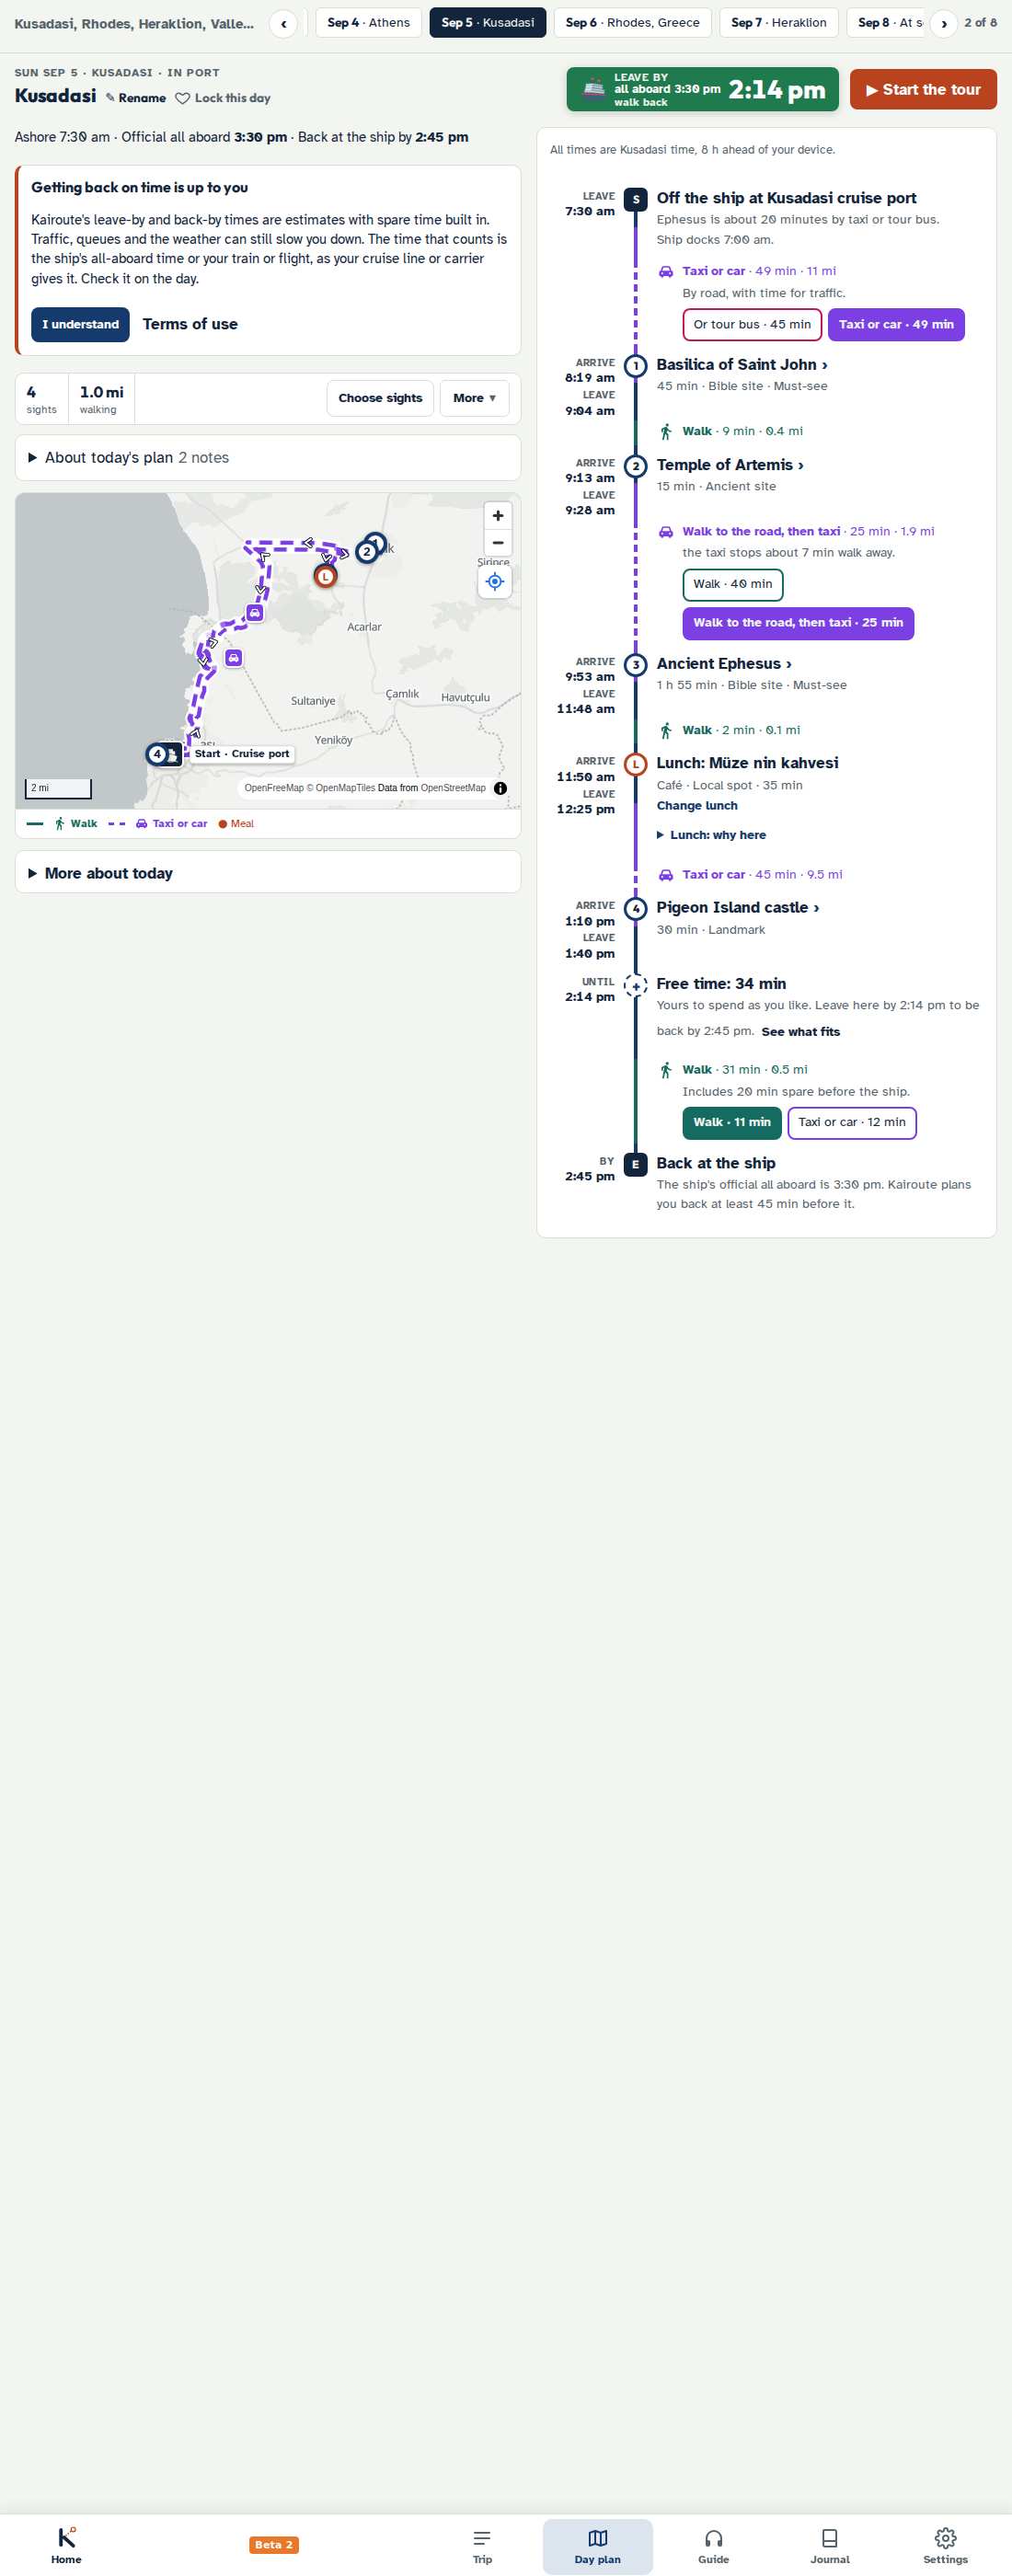 Kusadasi, Rhodes, Heraklion, Valle...
‹
Sep 4 · Athens
Sep 5 · Kusadasi
Sep 6 · Rhodes, Greece
Sep 7 · Heraklion
Sep 8 · At s
›
2 of 8
SUN SEP 5 · KUSADASI · IN PORT
Kusadasi
✎ Rename
Lock this day
LEAVE BY
all aboard 3:30 pm
walk back
2:14 pm
▶ Start the tour
Ashore 7:30 am · Official all aboard 3:30 pm · Back at the ship by 2:45 pm
Getting back on time is up to you
Kairoute's leave-by and back-by times are estimates with spare time built in.
Traffic, queues and the weather can still slow you down. The time that counts is
the ship's all-aboard time or your train or flight, as your cruise line or carrier
gives it. Check it on the day.
I understand
Terms of use
4
sights
1.0 mi
walking
Choose sights
More ▼
▶ About today's plan 2 notes
+
−
2
L
Sirince
Acarlar
Sultaniye
Çamlık
Havutçulu
Yeniköy
4
Start · Cruise port
2 mi
OpenFreeMap © OpenMapTiles Data from OpenStreetMap
Walk
Taxi or car
Meal
▶ More about today
All times are Kusadasi time, 8 h ahead of your device.
LEAVE
7:30 am
S
Off the ship at Kusadasi cruise port
Ephesus is about 20 minutes by taxi or tour bus.
Ship docks 7:00 am.
Taxi or car · 49 min · 11 mi
By road, with time for traffic.
Or tour bus · 45 min
Taxi or car · 49 min
ARRIVE
8:19 am
LEAVE
9:04 am
1
Basilica of Saint John ›
45 min · Bible site · Must-see
Walk · 9 min · 0.4 mi
ARRIVE
9:13 am
LEAVE
9:28 am
2
Temple of Artemis ›
15 min · Ancient site
Walk to the road, then taxi · 25 min · 1.9 mi
the taxi stops about 7 min walk away.
Walk · 40 min
Walk to the road, then taxi · 25 min
ARRIVE
9:53 am
LEAVE
11:48 am
3
Ancient Ephesus ›
1 h 55 min · Bible site · Must-see
Walk · 2 min · 0.1 mi
ARRIVE
11:50 am
LEAVE
12:25 pm
L
Lunch: Müze nin kahvesi
Café · Local spot · 35 min
Change lunch
▶ Lunch: why here
Taxi or car · 45 min · 9.5 mi
ARRIVE
1:10 pm
LEAVE
1:40 pm
4
Pigeon Island castle ›
30 min · Landmark
UNTIL
2:14 pm
+
Free time: 34 min
Yours to spend as you like. Leave here by 2:14 pm to be
back by 2:45 pm. See what fits
Walk · 31 min · 0.5 mi
Includes 20 min spare before the ship.
Walk · 11 min
Taxi or car · 12 min
BY
2:45 pm
E
Back at the ship
The ship's official all aboard is 3:30 pm. Kairoute plans
you back at least 45 min before it.
Home
Beta 2
Trip
Day plan
Guide
Journal
Settings